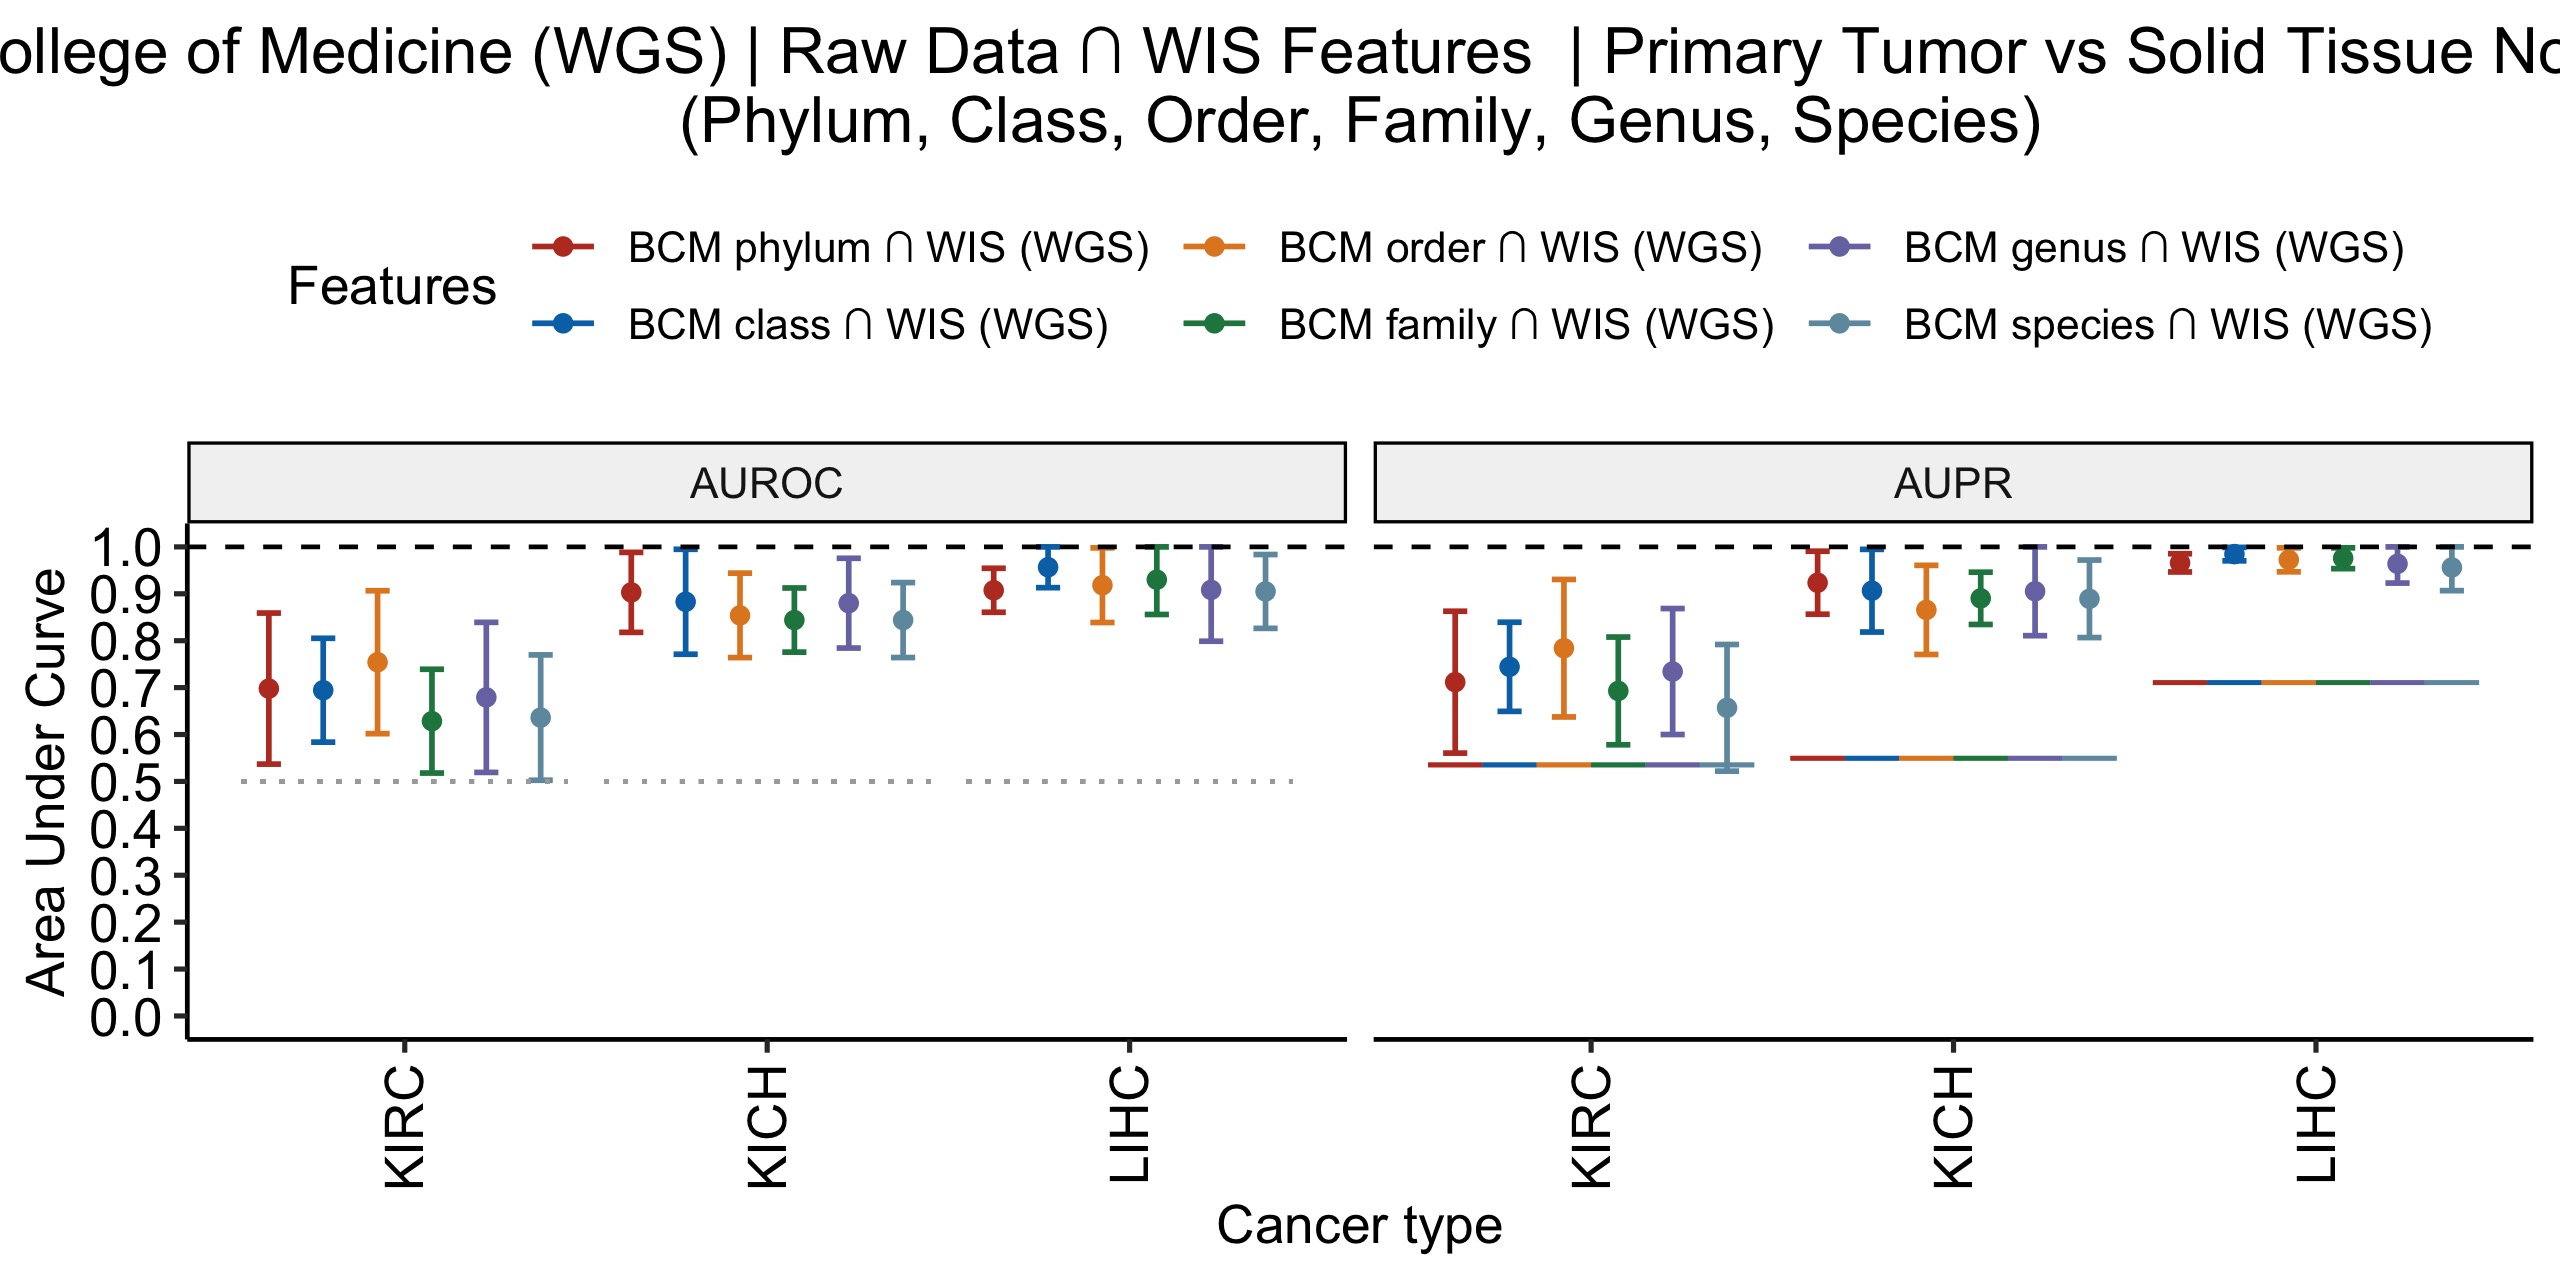 ollege of Medicine (WGS) | Raw Data ∩ WIS Features | Primary Tumor vs Solid Tissue No
(Phylum, Class, Order, Family, Genus, Species)
Features
BCM phylum ∩ WIS (WGS)
BCM order ∩ WIS (WGS)
BCM genus ∩ WIS (WGS)
BCM class ∩ WIS (WGS)
BCM family ∩ WIS (WGS)
BCM species ∩ WIS (WGS)
AUROC
AUPR
Area Under Curve
1.0
0.9
0.8
0.7
0.6
0.5
0.4
0.3
0.2
0.1
0.0
KIRC
KICH
LIHC
KIRC
KICH
LIHC
Cancer type